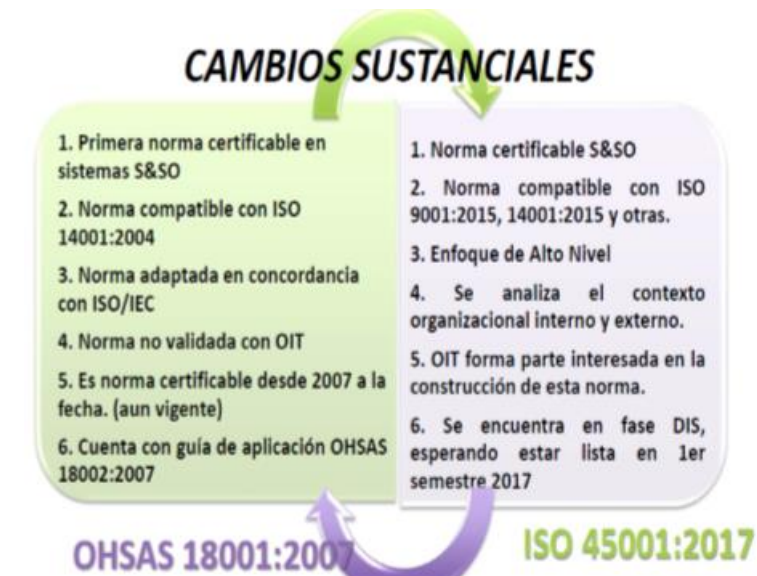 CAMBIOS SUSTANCIALES
1. Primera norma certificable en
sistemas S&SO
2. Norma compatible con ISO
14001:2004
3. Norma adaptada en concordancia
con ISO/IEC
4. Norma no validada con OIT
5. Es norma certificable desde 2007 a la
fecha. (aun vigente)
6. Cuenta con guía de aplicación OHSAS
18002:2007
OHSAS 18001:2007
1. Norma certificable S&SO
2. Norma compatible con ISO
9001:2015, 14001:2015 y otras.
3. Enfoque de Alto Nivel
4. Se analiza el contexto
organizacional interno y externo.
5. OIT forma parte interesada en la
construcción de esta norma.
6. Se encuentra en fase DIS,
esperando estar lista en 1er
semestre 2017
ISO 45001:2017